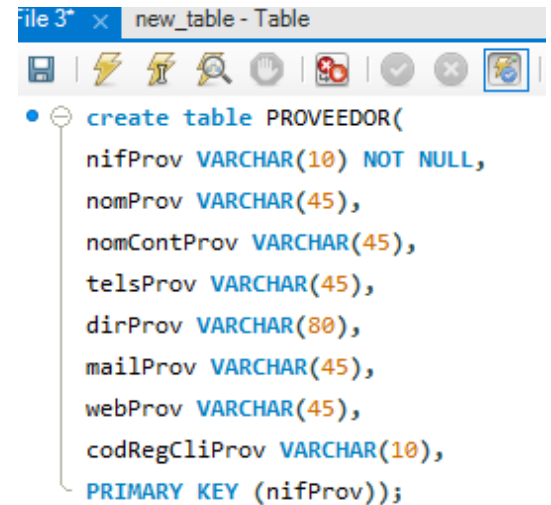 File 3*
new_table - Table
create table PROVEEDOR(
nifProv VARCHAR(10) NOT NULL,
nomProv VARCHAR(45),
nomContProv VARCHAR(45),
telsProv VARCHAR(45),
dirProv VARCHAR(80),
mailProv VARCHAR(45),
webProv VARCHAR(45),
codRegCliProv VARCHAR(10),
PRIMARY KEY (nifProv));